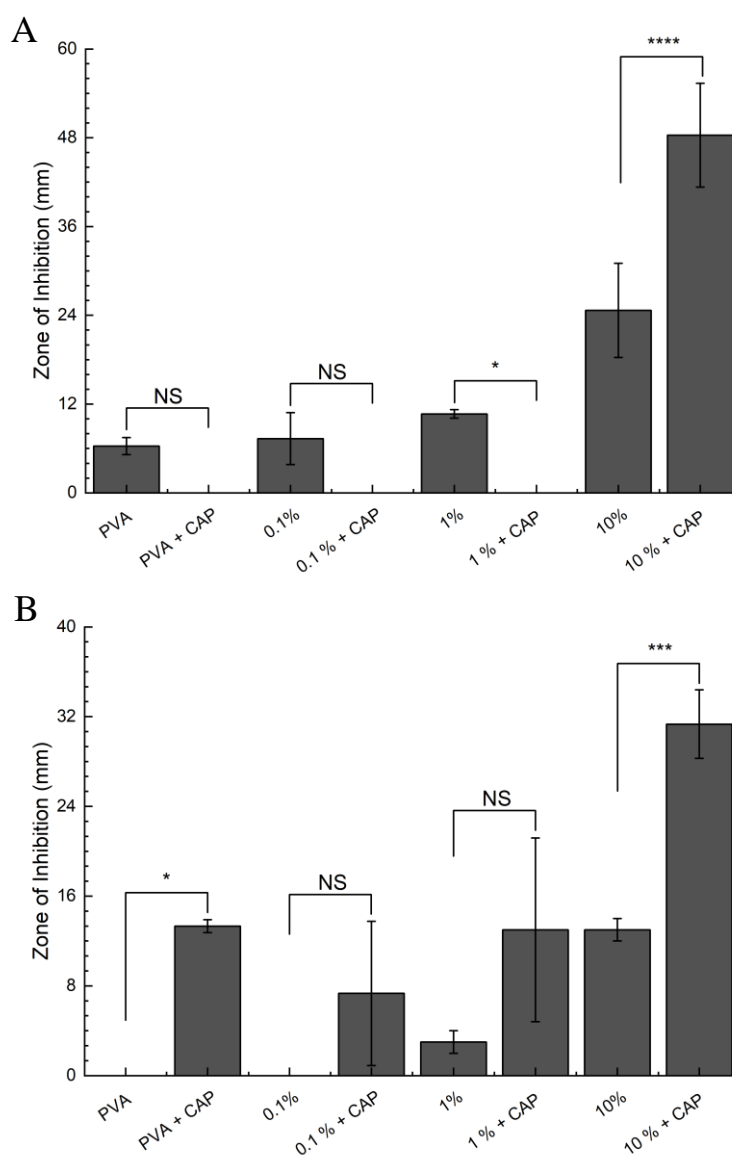 A
60
48
36
24
12
0
Zone of Inhibition (mm)
NS
NS
*
****
PVA
PVA + CAP
0.1%
0.1 % + CAP
1%
1 % + CAP
10%
10 % + CAP
B
40
32
24
16
8
0
Zone of Inhibition (mm)
*
NS
NS
***
PVA
PVA + CAP
0.1%
0.1 % + CAP
1%
1 % + CAP
10%
10 % + CAP